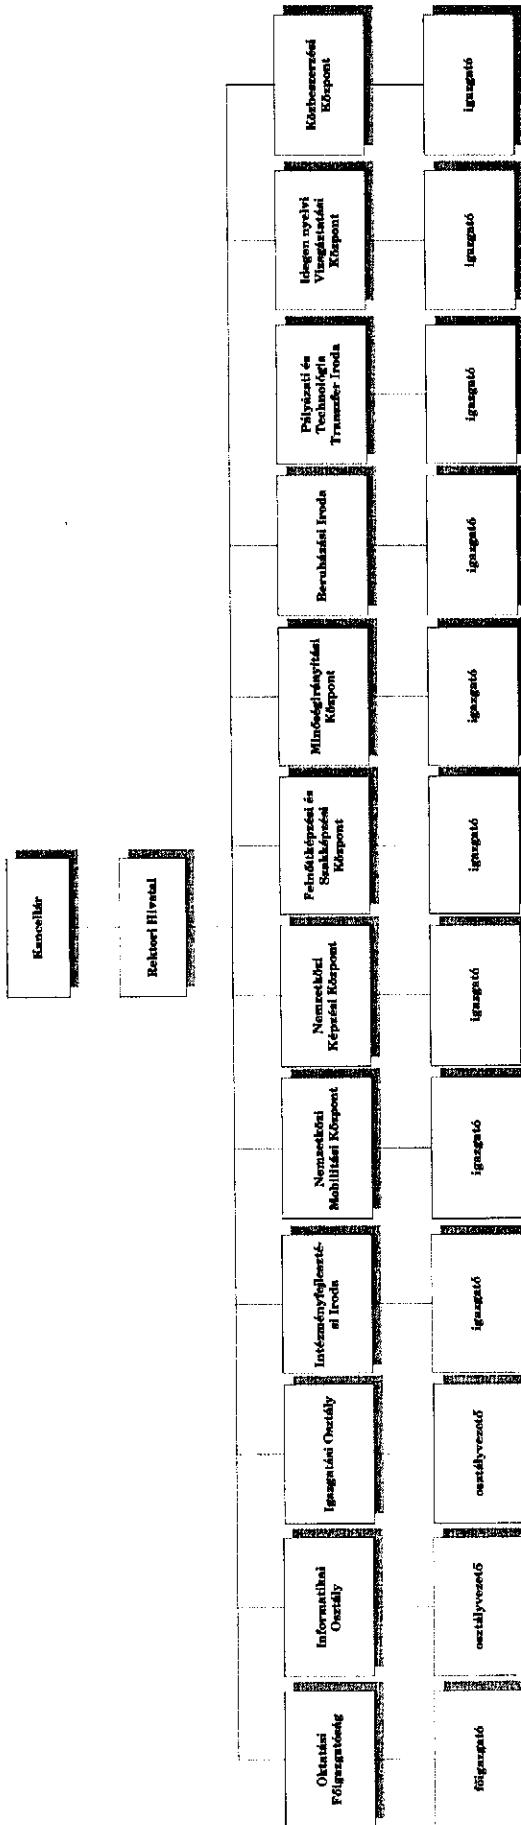 Kancellár
Rektori Hivatal
Oktatási
Főigazgatóság
Informatikai
Osztály
Igazgatási Osztály
Intézményfejleszté-
si Iroda
Nemzetközi
Mobilitási Központ
Nemzetközi
Képzési Központ
Felnőttképzési és
Szakképzési
Központ
Minőségirányítási
Központ
Beruházási Iroda
Pályázati és
Technológia
Transzfer Iroda
Idegen nyelvi
Vizsgáztatási
Központ
Közbeszerzési
Központ
főigazgató
osztályvezető
osztályvezető
igazgató
igazgató
igazgató
igazgató
igazgató
igazgató
igazgató
igazgató
igazgató